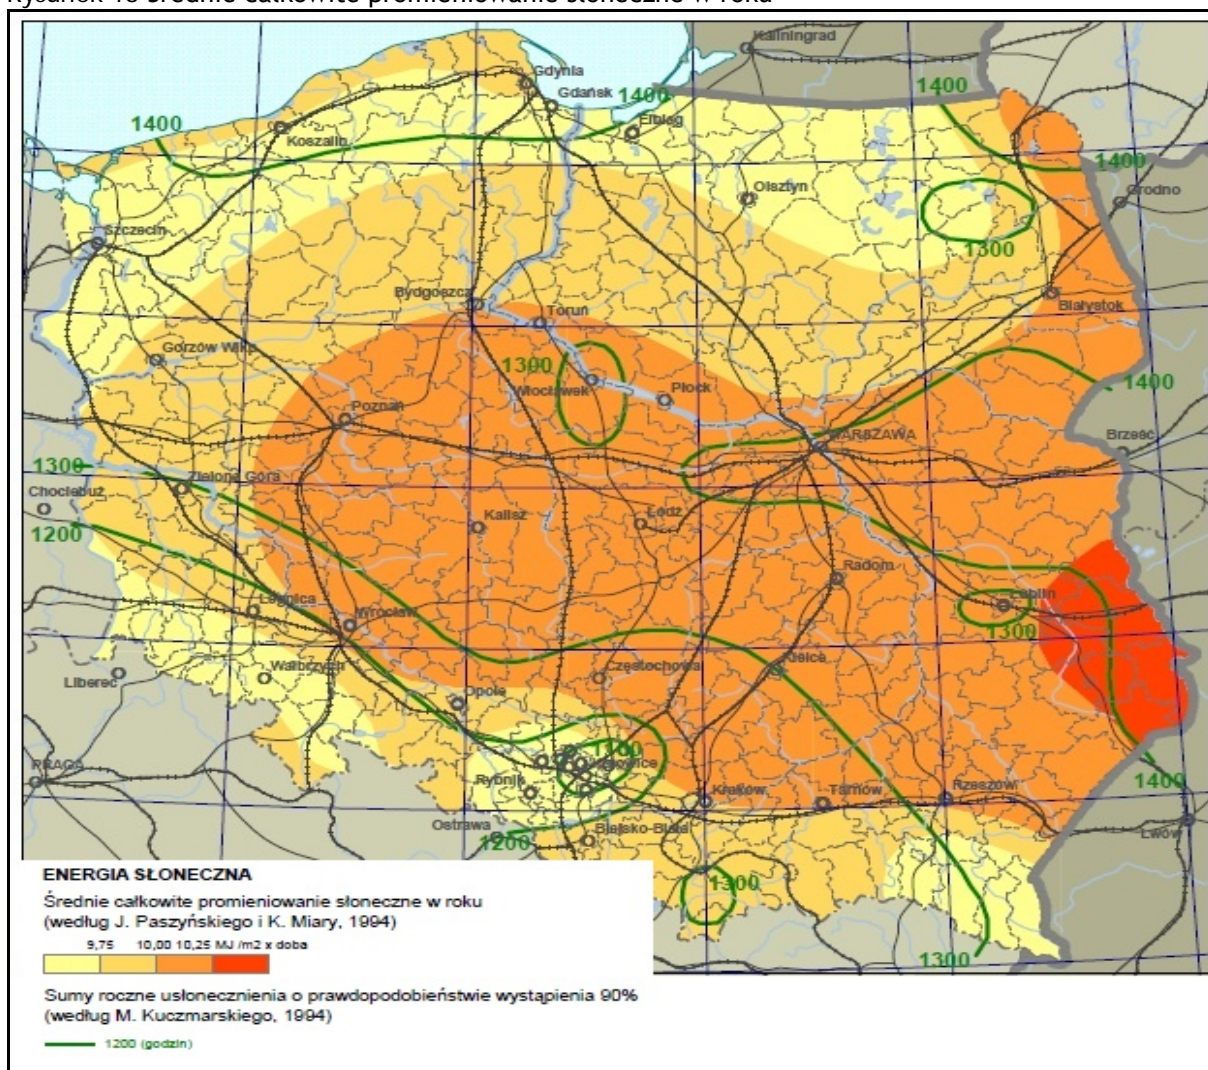 Rysunek 18 średnie całkowite promieniowanie słoneczne w roku
Kaliningrad
Gdynia
Gdańsk
1400
1400
1400
Elbląg
Koszalin
1400
Grodno
Olsztyn
Szczecin
1300
Bydgoszcz
Białystok
Toruń
Gorzów Wlkp
1300
Włocławek
Płock
1400
Poznań
WARSZAWA
Brześć
1300
Zielona Góra
Chociebuż
Kalisz
Łódź
1200
Radom
Legnica
Lublin
Wrocław
1300
Liberec
Wałbrzych
Częstochowa
Kielce
Opole
PRAGA
Rybnik
Kraków
Tarnów
Rzeszów
1400
Ostrawa
Bielsko-Biała
Lwów
1200
1300
1300
ENERGIA SŁONECZNA
Średnie całkowite promieniowanie słoneczne w roku
(według J. Paszyńskiego i K. Miary, 1994)
9,75 10,00 10,25 MJ /m2 x doba
Sumy roczne usłonecznienia o prawdopodobieństwie wystąpienia 90%
(według M. Kuczmarskiego, 1994)
1200 (godzin)